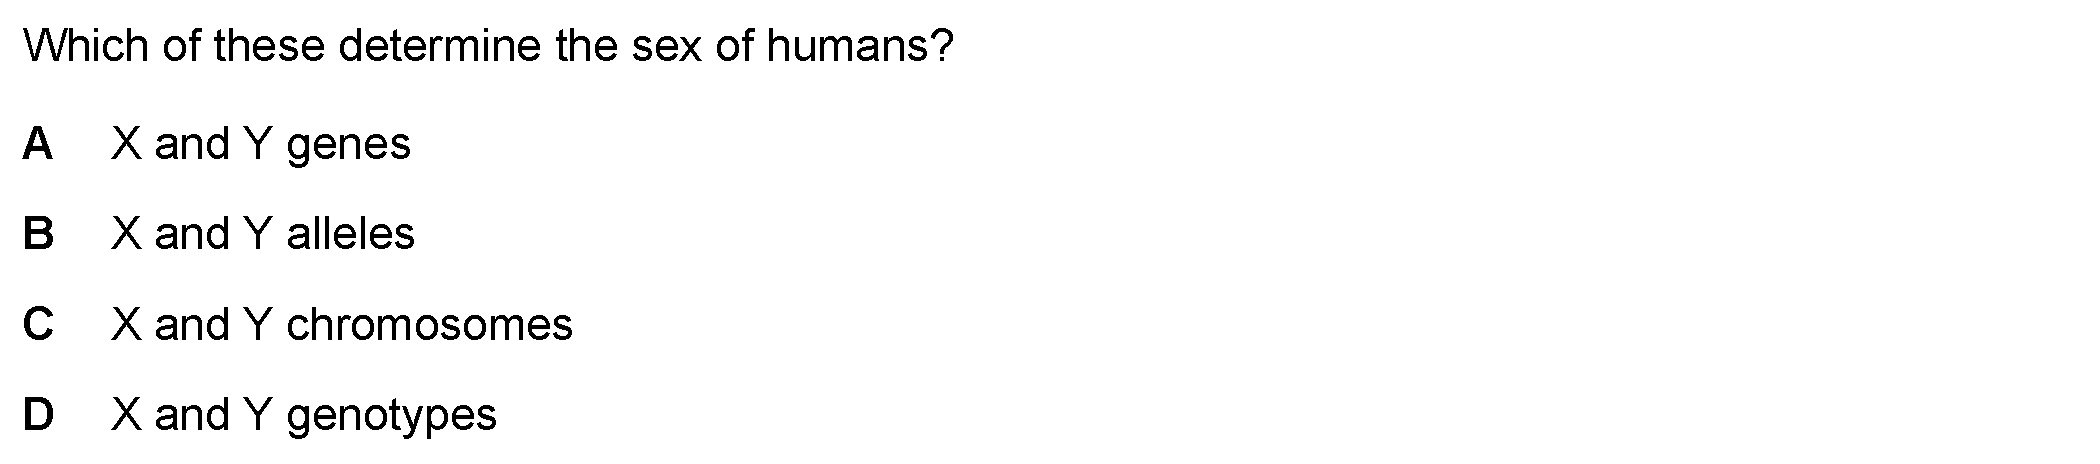 Which of these determine the sex of humans?
A X and Y genes
B X and Y alleles
C X and Y chromosomes
D X and Y genotypes